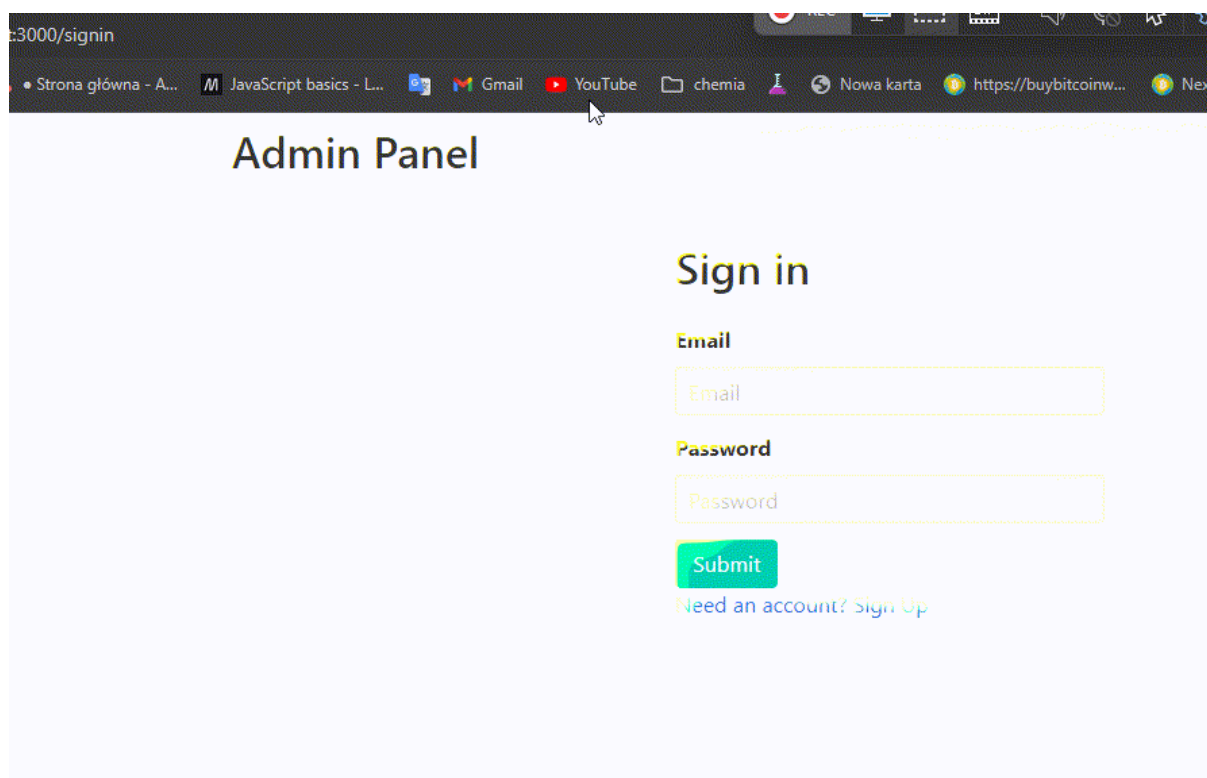 t:3000/signin
Strona główna - A... JavaScript basics - L... Gmail YouTube chemia Nowa karta https://buybitcoinw... Nex
Admin Panel
Sign in
Email
Email
Password
Password
Submit
Need an account? Sign Up